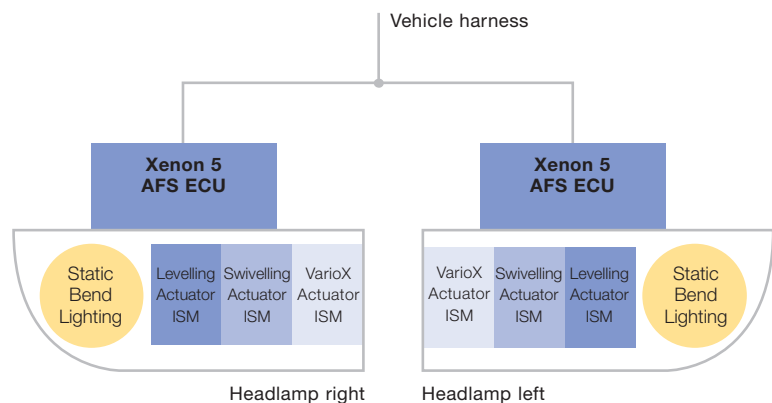 Vehicle harness
Xenon 5
AFS ECU
Xenon 5
AFS ECU
Static
Bend
Lighting
Levelling
Actuator
ISM
Swivelling
Actuator
ISM
VarioX
Actuator
ISM
VarioX
Actuator
ISM
Swivelling
Actuator
ISM
Levelling
Actuator
ISM
Static
Bend
Lighting
Headlamp right
Headlamp left